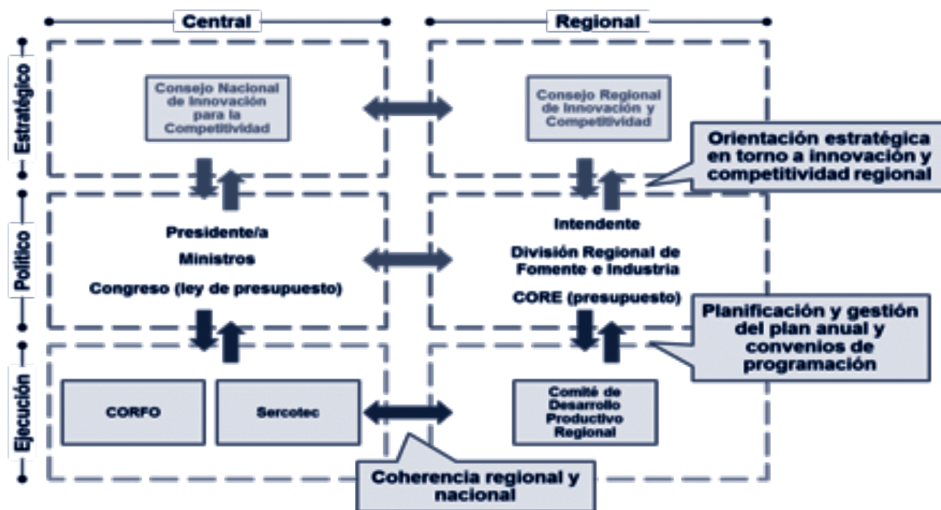 Central
Regional
Estratégico
Consejo Nacional
de Innovación
para la
Competitividad
Consejo Regional
de Innovación y
Competitividad
Orientación estratégica
en torno a innovación y
competitividad regional
Político
Presidente/a
Ministros
Congreso (ley de presupuesto)
Intendente
División Regional de
Fomente e Industria
CORE (presupuesto)
Planificación y gestión
del plan anual y
convenios de
programación
Ejecución
CORFO
Sercotec
Comité de
Desarrollo
Productivo
Regional
Coherencia regional y
nacional